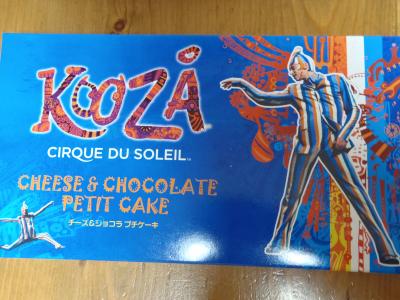 KOOZÅ
CIRQUE DU SOLEIL™
CHEESE & CHOCOLATE
PETIT CAKE
チーズ&ショコラ プチケーキ